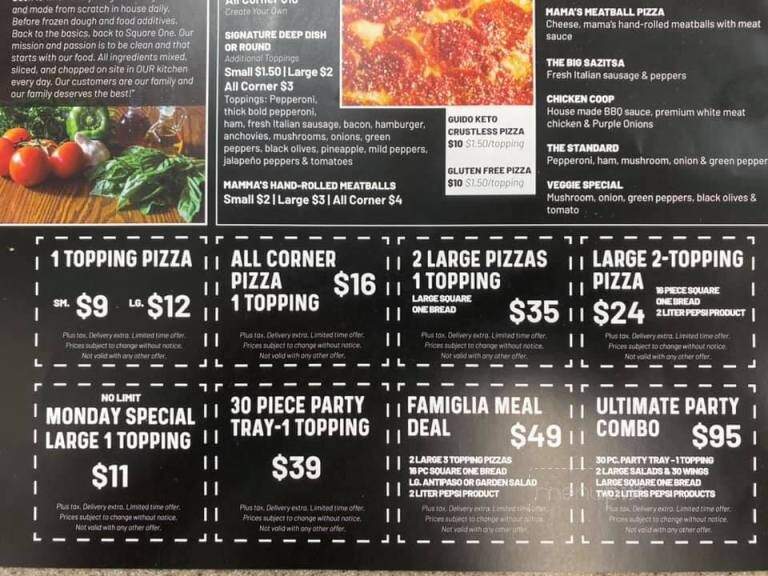 and made from scratch in house daily.
Before frozen dough and food additives.
Back to the basics, back to Square One. Our
mission and passion is to be clean and that
starts with our food. All ingredients mixed,
sliced, and chopped on site in OUR kitchen
every day. Our customers are our family and
our family deserves the best!"
Create Your Own
SIGNATURE DEEP DISH
OR ROUND
Additional Toppings
Small $1.50 | Large $2
All Corner $3
Toppings: Pepperoni,
thick bold pepperoni,
ham, fresh Italian sausage, bacon, hamburger,
anchovies, mushrooms, onions, green
peppers, black olives, pineapple, mild peppers,
jalapeño peppers & tomatoes
MAMMA'S HAND-ROLLED MEATBALLS
Small $2 | Large $3 | All Corner $4
GUIDO KETO
CRUSTLESS PIZZA
$10 $1.50/topping
GLUTEN FREE PIZZA
$10 $1.50/topping
MAMA'S MEATBALL PIZZA
Cheese, mama's hand-rolled meatballs with meat
sauce
THE BIG SAZITSA
Fresh Italian sausage & peppers
CHICKEN COOP
House made BBQ sauce, premium white meat
chicken & Purple Onions
THE STANDARD
Pepperoni, ham, mushroom, onion & green pepper
VEGGIE SPECIAL
Mushroom, onion, green peppers, black olives &
tomato
1 TOPPING PIZZA
SM. $9 LG. $12
Plus tax. Delivery extra. Limited time offer.
Prices subject to change without notice.
Not valid with any other offer.
ALL CORNER
PIZZA
1 TOPPING
$16
Plus tax. Delivery extra. Limited time offer.
Prices subject to change without notice.
Not valid with any other offer.
2 LARGE PIZZAS
1 TOPPING
LARGE SQUARE
ONE BREAD
$35
Plus tax. Delivery extra. Limited time offer.
Prices subject to change without notice.
Not valid with any other offer.
LARGE 2-TOPPING
PIZZA
$24
16 PIECE SQUARE
ONE BREAD
2 LITER PEPSI PRODUCT
Plus tax. Delivery extra. Limited time offer.
Prices subject to change without notice.
Not valid with any other offer.
NO LIMIT
MONDAY SPECIAL
LARGE 1 TOPPING
$11
Plus tax. Delivery extra. Limited time offer.
Prices subject to change without notice.
Not valid with any other offer.
30 PIECE PARTY
TRAY-1 TOPPING
$39
Plus tax. Delivery extra. Limited time offer.
Prices subject to change without notice.
Not valid with any other offer.
FAMIGLIA MEAL
DEAL
$49
2 LARGE 3 TOPPING PIZZAS
16 PC SQUARE ONE BREAD
LG. ANTIPASO OR GARDEN SALAD
2 LITER PEPSI PRODUCT
Plus tax. Delivery extra. Limited time offer.
Prices subject to change without notice.
Not valid with any other offer.
ULTIMATE PARTY
COMBO
$95
30 PC. PARTY TRAY - 1 TOPPING
2 LARGE SALADS & 30 WINGS
LARGE SQUARE ONE BREAD
TWO 2 LITERS PEPSI PRODUCTS
Plus tax. Delivery extra. Limited time offer.
Prices subject to change without notice.
Not valid with any other offer.